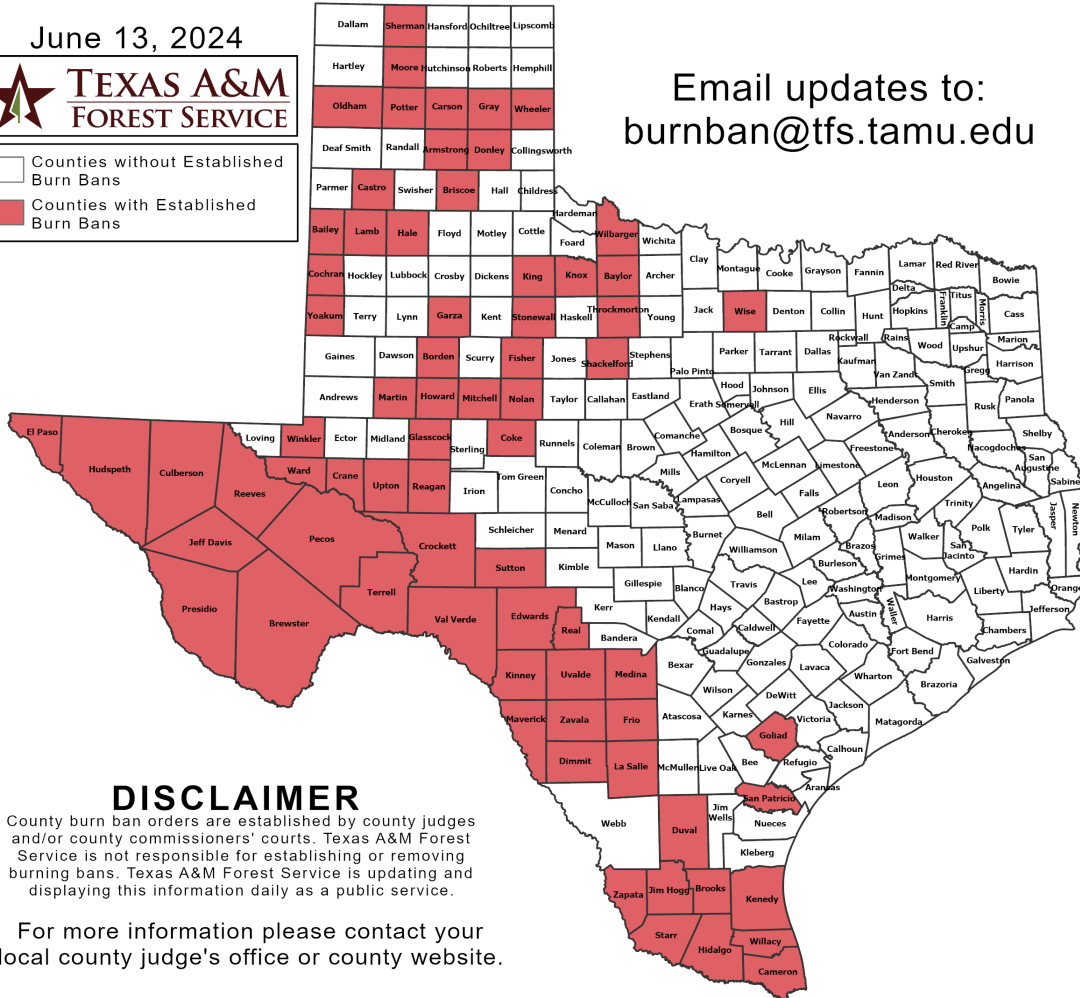 June 13, 2024
TEXAS A&M
FOREST SERVICE
Counties without Established
Burn Bans
Counties with Established
Burn Bans
Email updates to:
burnban@tfs.tamu.edu
Dallam Sherman Hansford Ochiltree Lipscomb
Hartley Moore Hutchinson Roberts Hemphill
Oldham Potter Carson Gray Wheeler
Deaf Smith Randall Armstrong Donley Collingsworth
Parmer Castro Swisher Briscoe Hall Childress
Hardeman
Bailey Lamb Hale Floyd Motley Cottle Foard Wilbarger Wichita
Clay Montague Cooke Grayson Fannin Lamar Red River Bowie
Cochran Hockley Lubbock Crosby Dickens King Knox Baylor Archer
Delta Franklin Titus Morris Cass
Yoakum Terry Lynn Garza Kent Stonewall Haskell Throckmorton Young Jack Wise Denton Collin Hunt Hopkins Camp
Rockwall Rains Wood Upshur Marion
Gaines Dawson Borden Scurry Fisher Jones Shackelford Stephens Palo Pinto Parker Tarrant Dallas Kaufman Van Zandt Gregg Harrison
Andrews Martin Howard Mitchell Nolan Taylor Callahan Eastland Erath Hood Somervell Johnson Ellis Henderson Smith Rusk Panola
El Paso Hudspeth Culberson Loving Winkler Ector Midland Glasscock Sterling Coke Runnels Coleman Brown Comanche Bosque Hill Navarro Freestone Anderson Cherokee Nacogdoches Shelby
San
Augustine
Sabine
Reeves Ward Crane Upton Reagan Irion Tom Green Concho McCulloch San Saba Mills Hamilton Lampasas Coryell McLennan Limestone Falls Leon Houston Angelina Trinity
Jeff Davis Pecos Crockett Schleicher Menard Mason Llano Burnet Bell Milam Robertson Madison Walker
San
Jacinto
Polk Tyler Jasper Newton
Presidio Brewster Terrell Val Verde Sutton Kimble Gillespie Blanco Williamson Travis Lee Burleson Brazos Grimes Montgomery Liberty Hardin Orange
Edwards Real Kerr Kendall Bandera Comal Hays Caldwell Bastrop Fayette Washington Austin Waller Harris Chambers Jefferson
Kinney Uvalde Medina Bexar Guadalupe Gonzales Lavaca Colorado Wharton Fort Bend Brazoria Galveston
Maverick Zavala Frio Atascosa Wilson Karnes DeWitt Victoria Jackson Matagorda
Dimmit La Salle McMullen Live Oak Bee Goliad Refugio Calhoun Aransas
Webb Duval
Jim
Wells
San Patricio
Nueces
Kleberg
Zapata Jim Hogg Brooks Kenedy
Starr Hidalgo Willacy
Cameron
DISCLAIMER
County burn ban orders are established by county judges
and/or county commissioners' courts. Texas A&M Forest
Service is not responsible for establishing or removing
burning bans. Texas A&M Forest Service is updating and
displaying this information daily as a public service.
For more information please contact your
local county judge's office or county website.